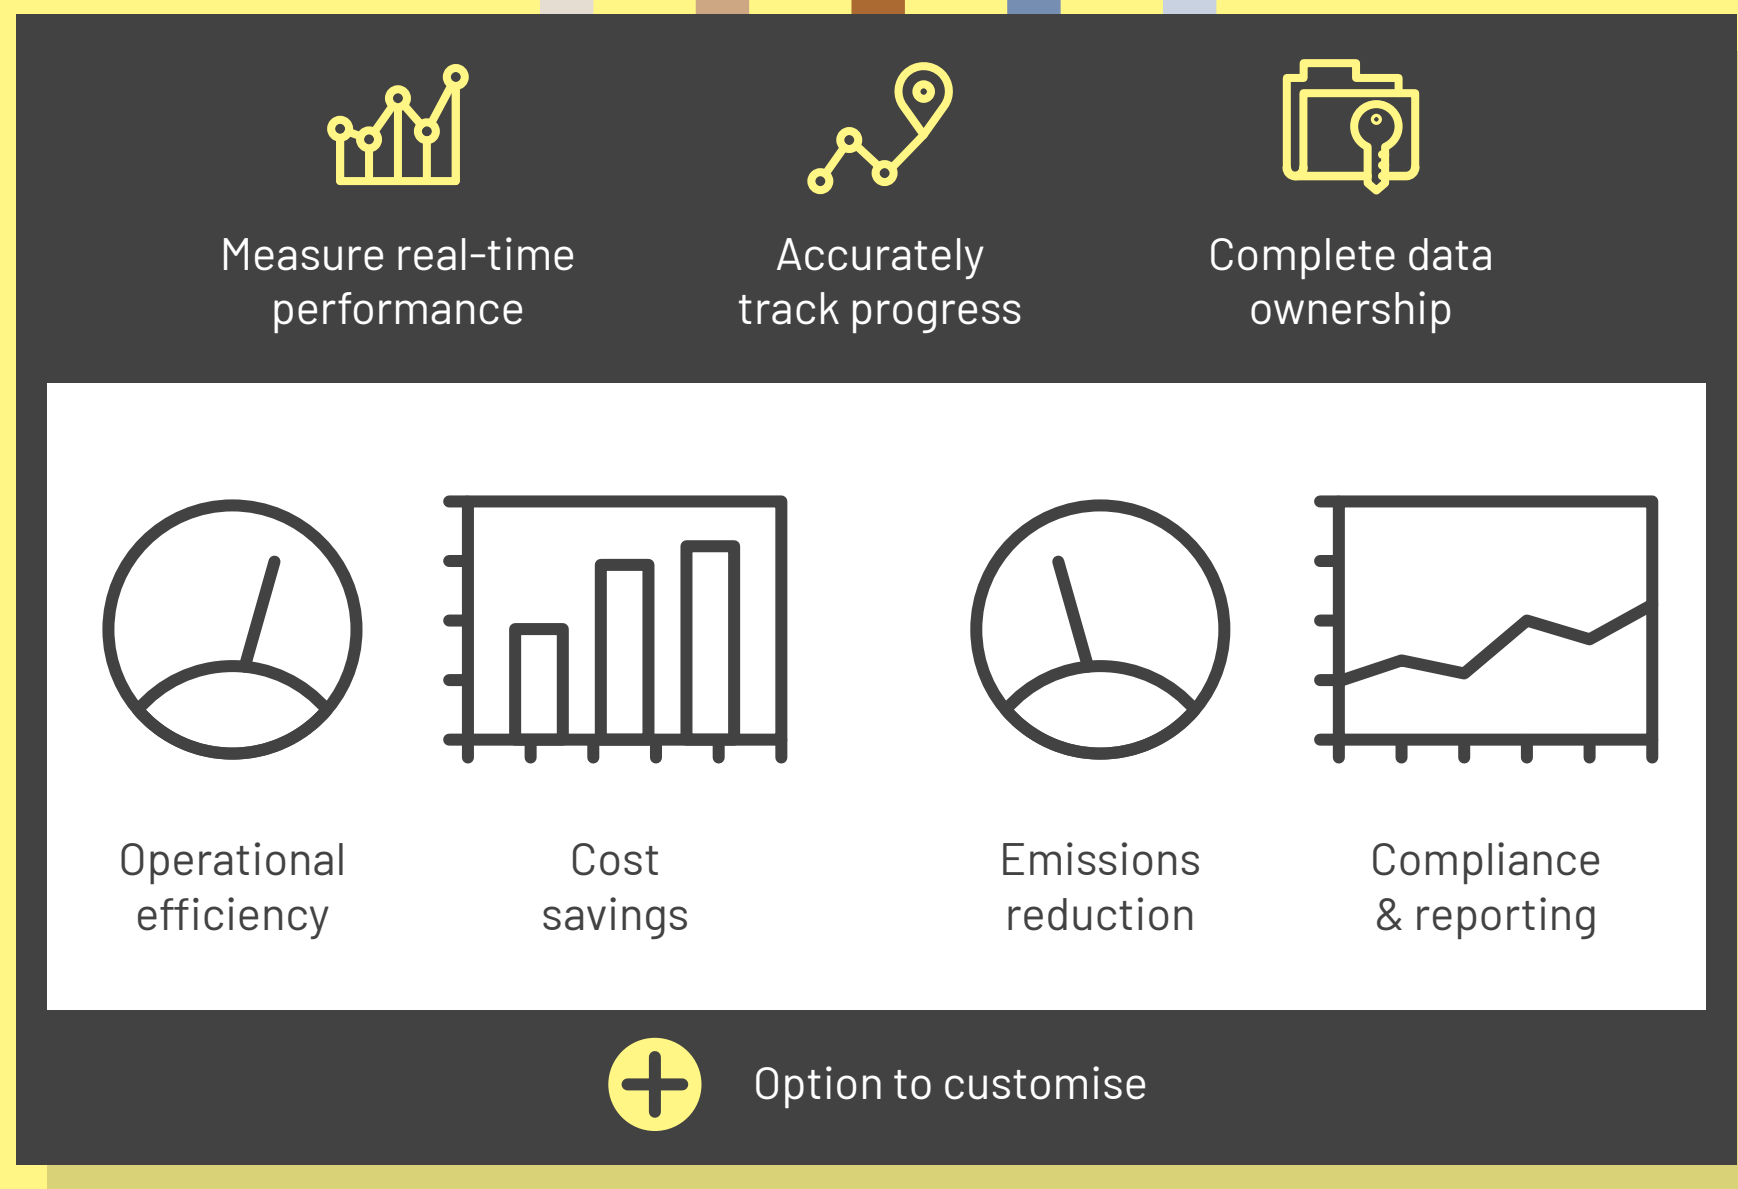 Measure real-time
performance
Accurately
track progress
Complete data
ownership
Operational
efficiency
Cost
savings
Emissions
reduction
Compliance
& reporting
Option to customise